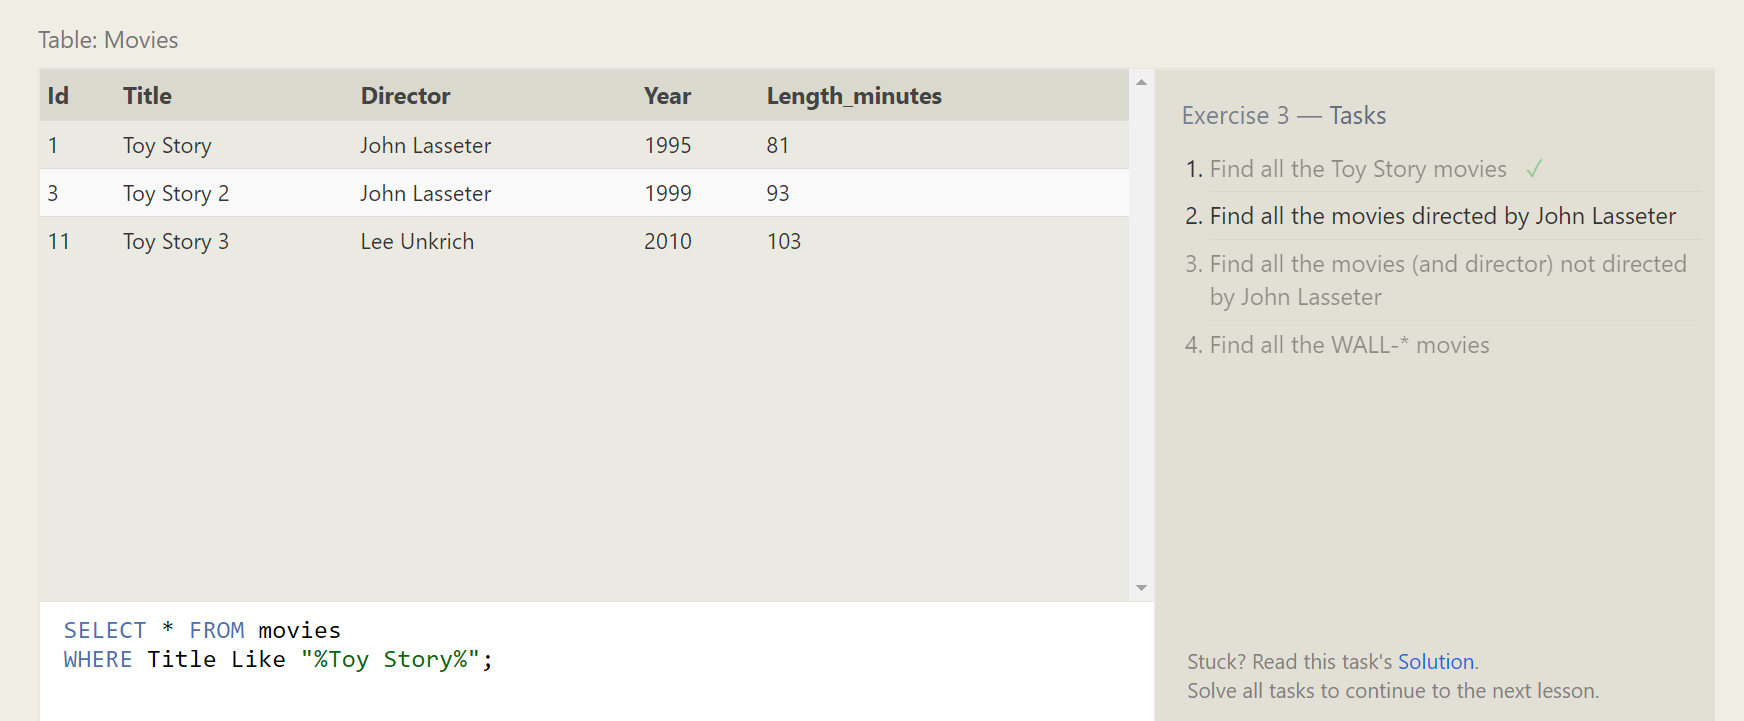 Table: Movies
Id Title Director Year Length_minutes
1 Toy Story John Lasseter 1995 81
3 Toy Story 2 John Lasseter 1999 93
11 Toy Story 3 Lee Unkrich 2010 103
SELECT * FROM movies
WHERE Title Like "%Toy Story%";
Exercise 3 — Tasks
1. Find all the Toy Story movies ✓
2. Find all the movies directed by John Lasseter
3. Find all the movies (and director) not directed
by John Lasseter
4. Find all the WALL-* movies
Stuck? Read this task's Solution.
Solve all tasks to continue to the next lesson.